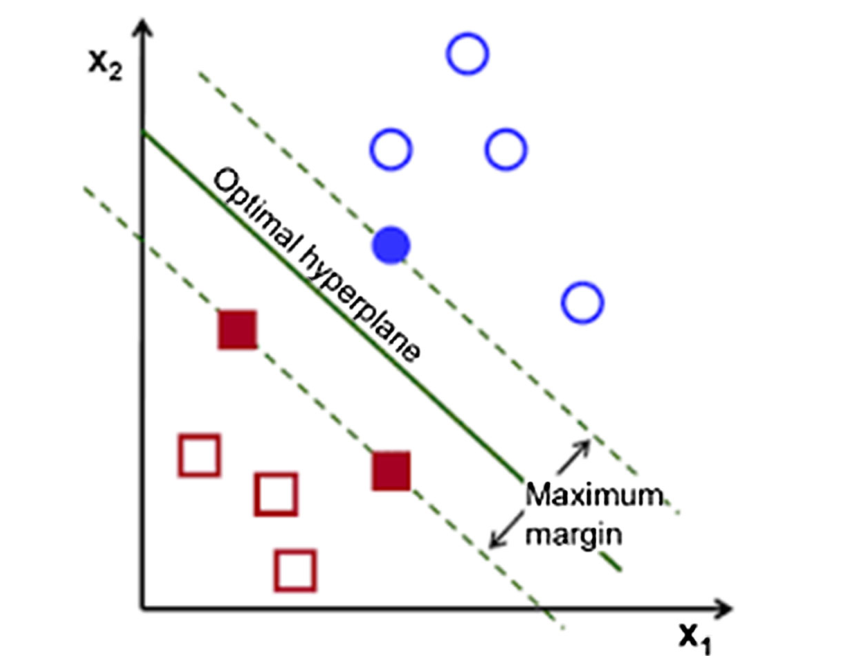 x₂
Optimal hyperplane
Maximum
margin
x₁